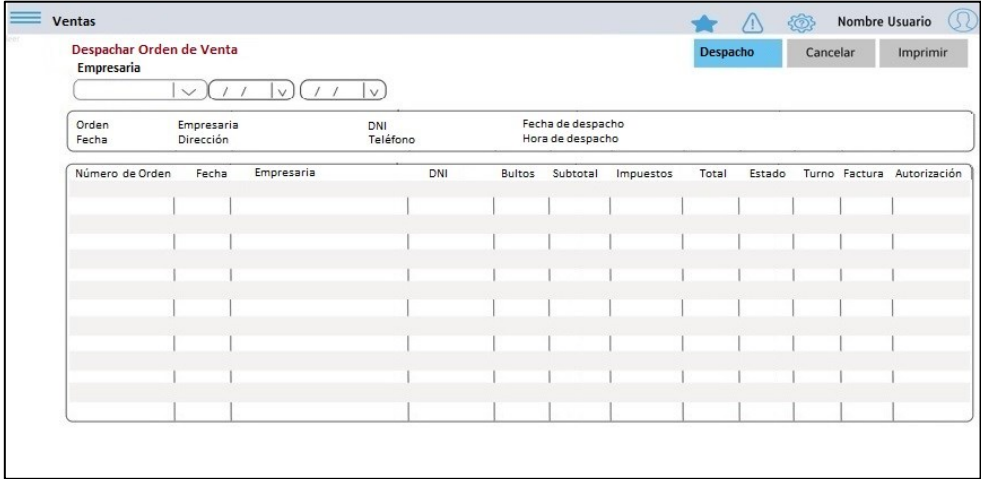 Ventas Nombre Usuario
Despachar Orden de Venta Despacho Cancelar Imprimir
Empresaria
/ / v / / v
Orden Empresaria DNI Fecha de despacho
Fecha Dirección Teléfono Hora de despacho
Número de Orden Fecha Empresaria DNI Bultos Subtotal Impuestos Total Estado Turno Factura Autorización